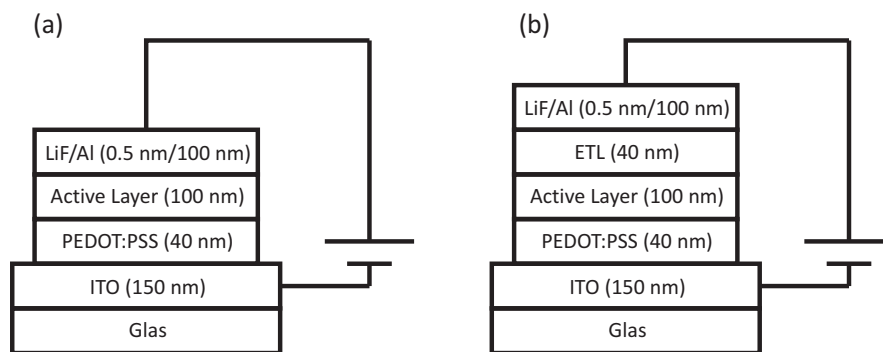 (a)
LiF/Al (0.5 nm/100 nm)
Active Layer (100 nm)
PEDOT:PSS (40 nm)
ITO (150 nm)
Glas
(b)
LiF/Al (0.5 nm/100 nm)
ETL (40 nm)
Active Layer (100 nm)
PEDOT:PSS (40 nm)
ITO (150 nm)
Glas